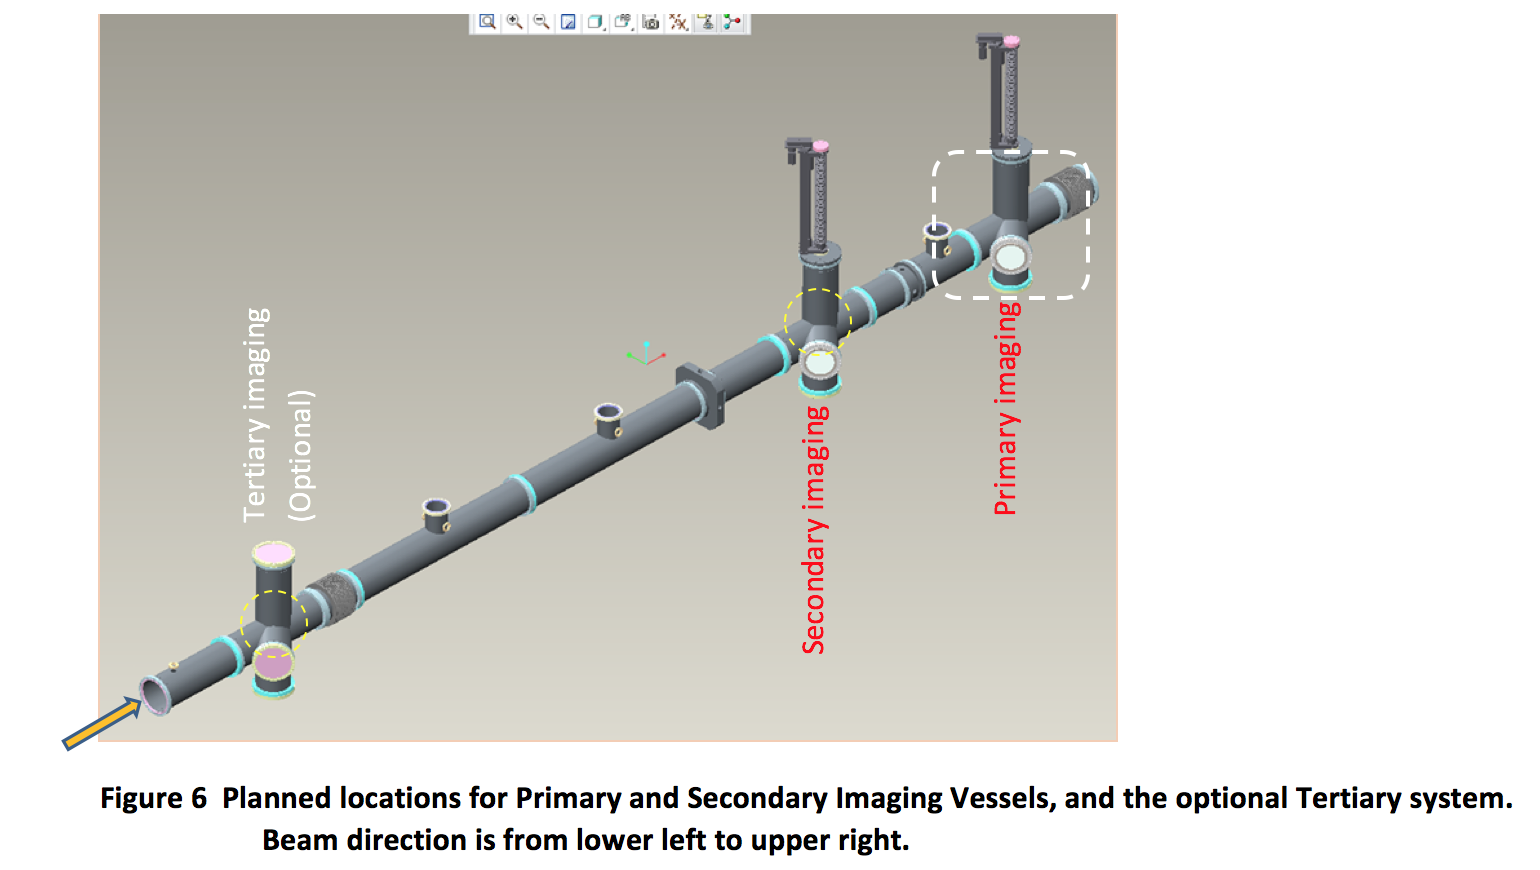 Tertiary imaging
(Optional)
Secondary imaging
Primary imaging
Figure 6 Planned locations for Primary and Secondary Imaging Vessels, and the optional Tertiary system.
Beam direction is from lower left to upper right.